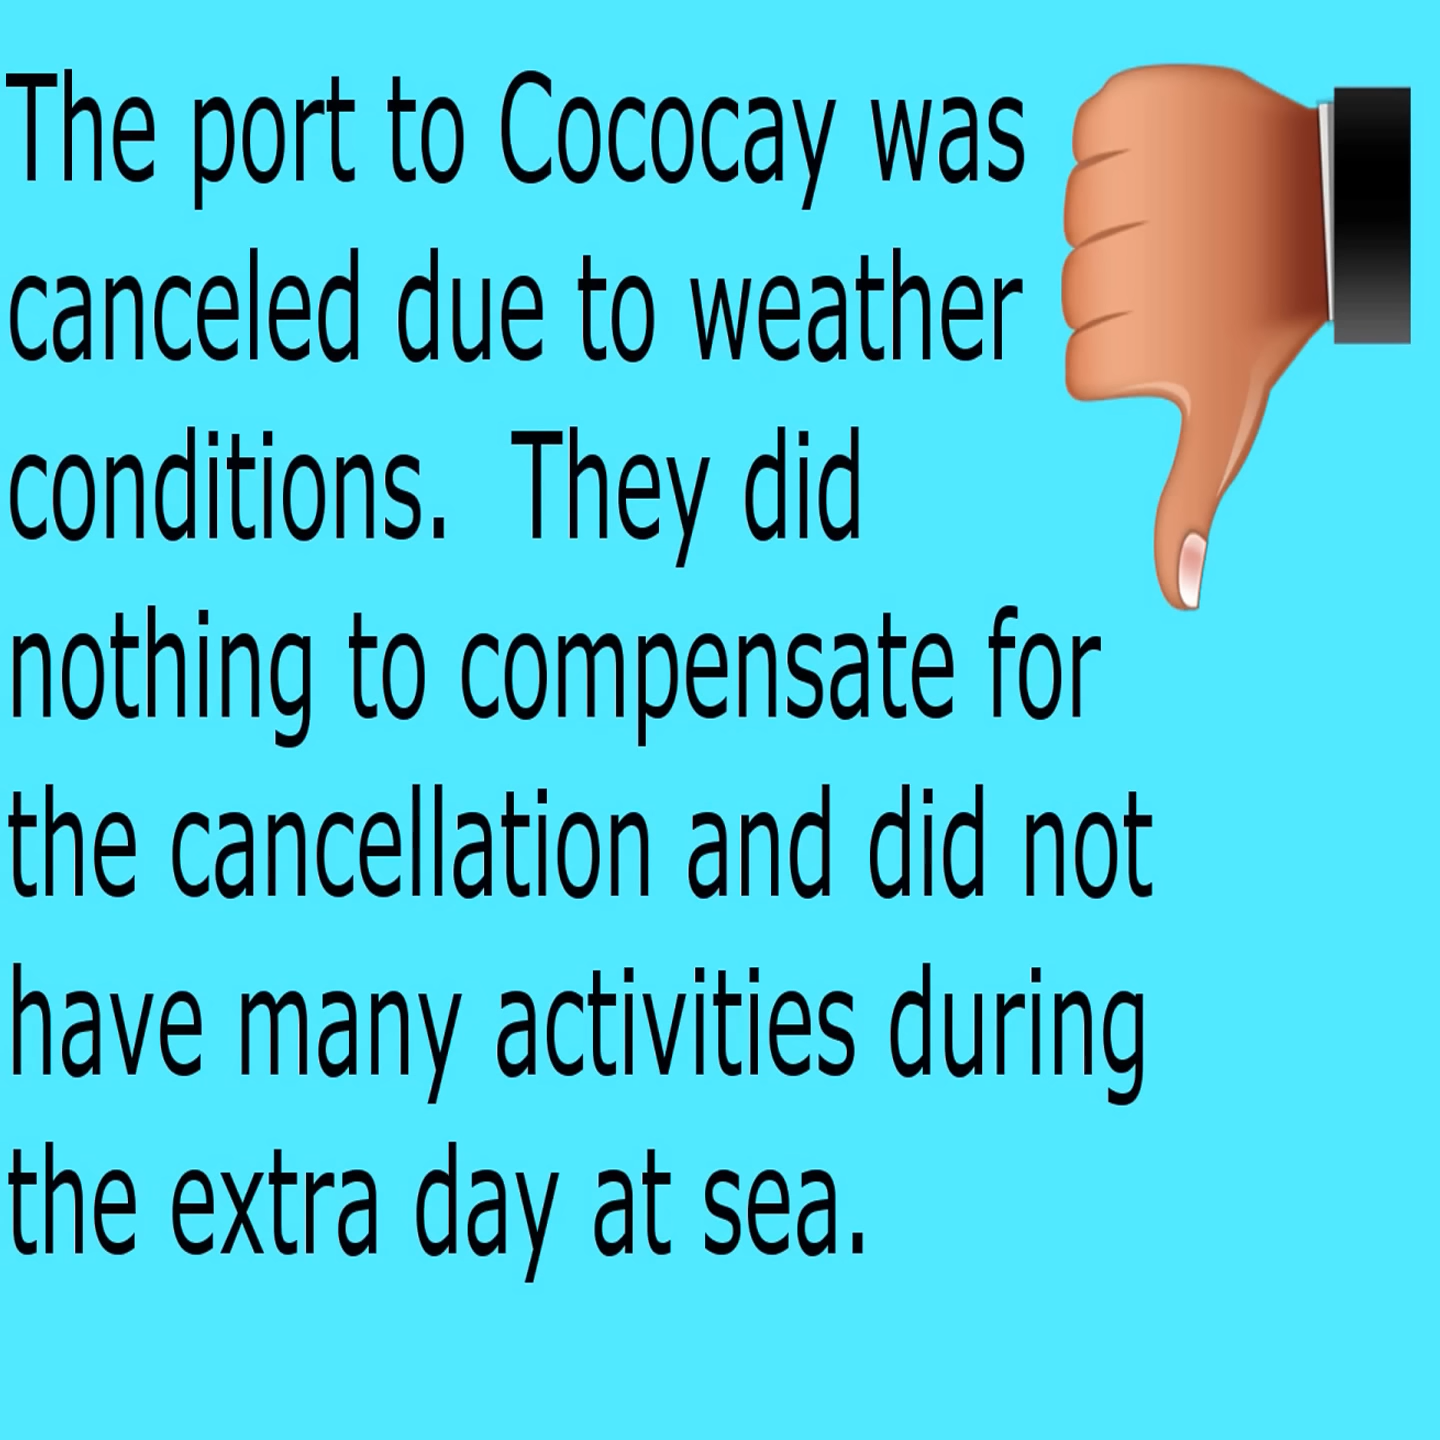 The port to Cococay was
canceled due to weather
conditions.  They did
nothing to compensate for
the cancellation and did not
have many activities during
the extra day at sea.